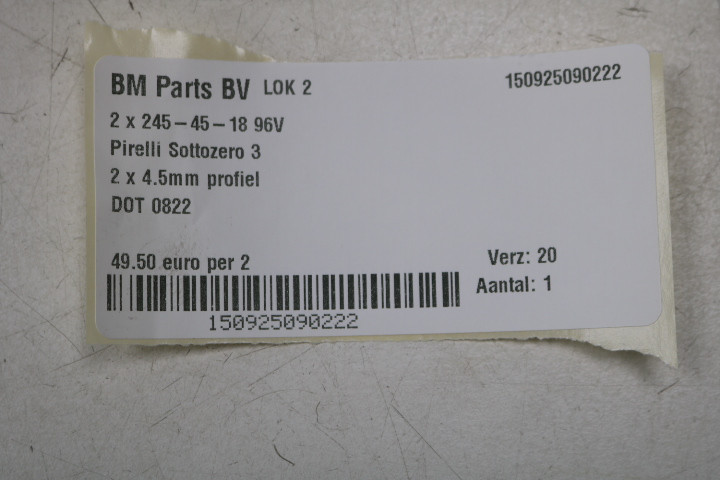 BM Parts BV LOK 2 150925090222
2 x 245-45-18 96V
Pirelli Sottozero 3
2 x 4.5mm profiel
DOT 0822
49.50 euro per 2 Verz: 20
Aantal: 1
150925090222